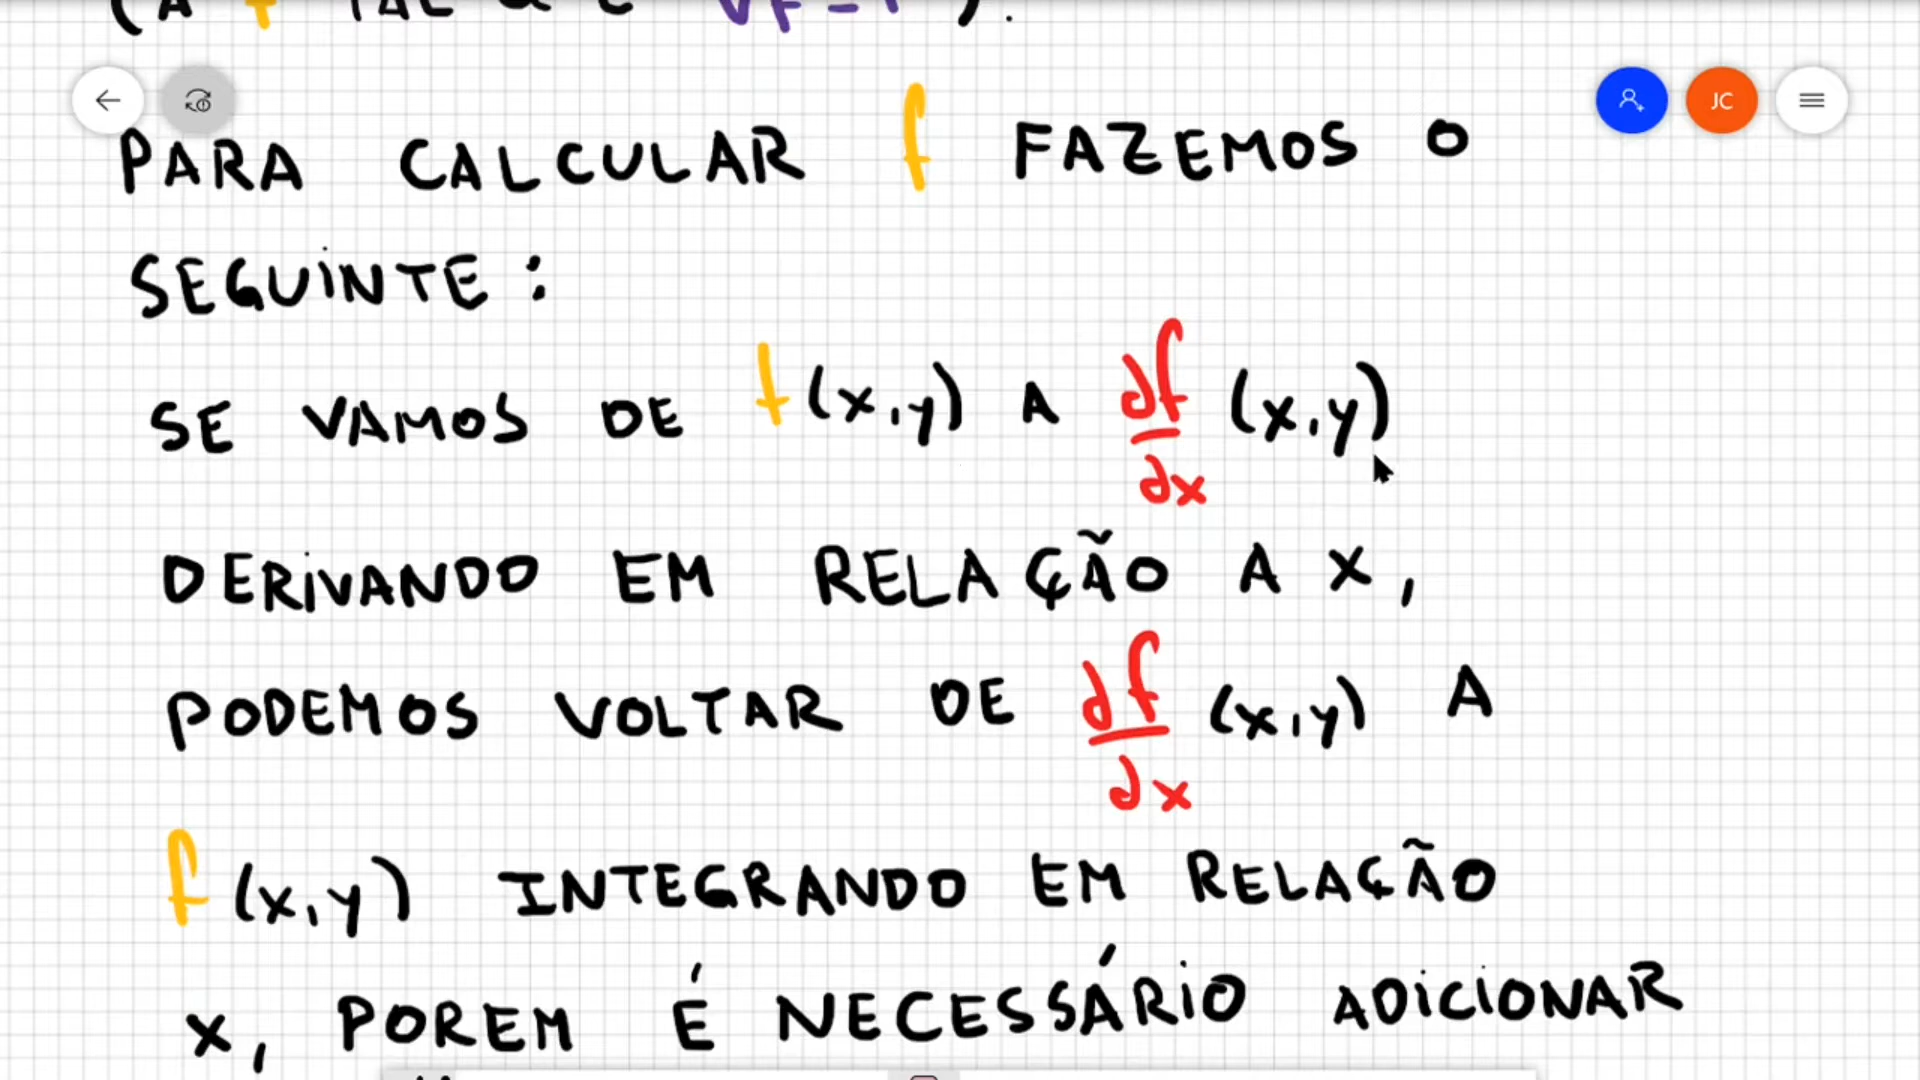 PARA CALCULAR f FAZEMOS O
JC
SEGUINTE:
SE VAMOS DE f(x,y) A ∂f/∂x (x,y)
DERIVANDO EM RELAÇÃO A X,
PODEMOS VOLTAR DE ∂f/∂x (x,y) A
f(x,y) INTEGRANDO EM RELAÇÃO
x, POREM É NECESSÁRIO ADICIONAR